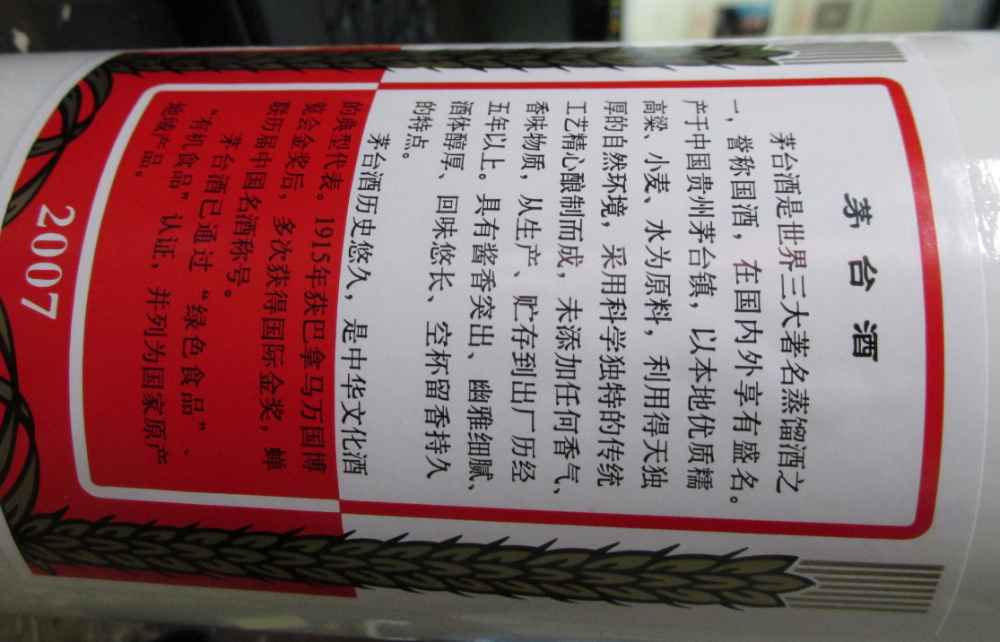 茅台酒
茅台酒是世界三大著名蒸馏酒之
一，誉称国酒，在国内外享有盛名。
产于中国贵州茅台镇，以本地优质糯
高粱、小麦、水为原料，利用得天独
厚的自然环境，采用科学独特的传统
工艺精心酿制而成，未添加任何香气、
香味物质，从生产、贮存到出厂历经
五年以上。具有酱香突出、幽雅细腻、
酒体醇厚、回味悠长、空杯留香持久
的特点。
茅台酒历史悠久，是中华文化酒
的典型代表。1915年获巴拿马万国博
览会金奖后，多次获得国际金奖，蝉
联历届中国名酒称号。
茅台酒已通过“绿色食品”、
“有机食品”认证，并列为国家原产
地域产品。
2007